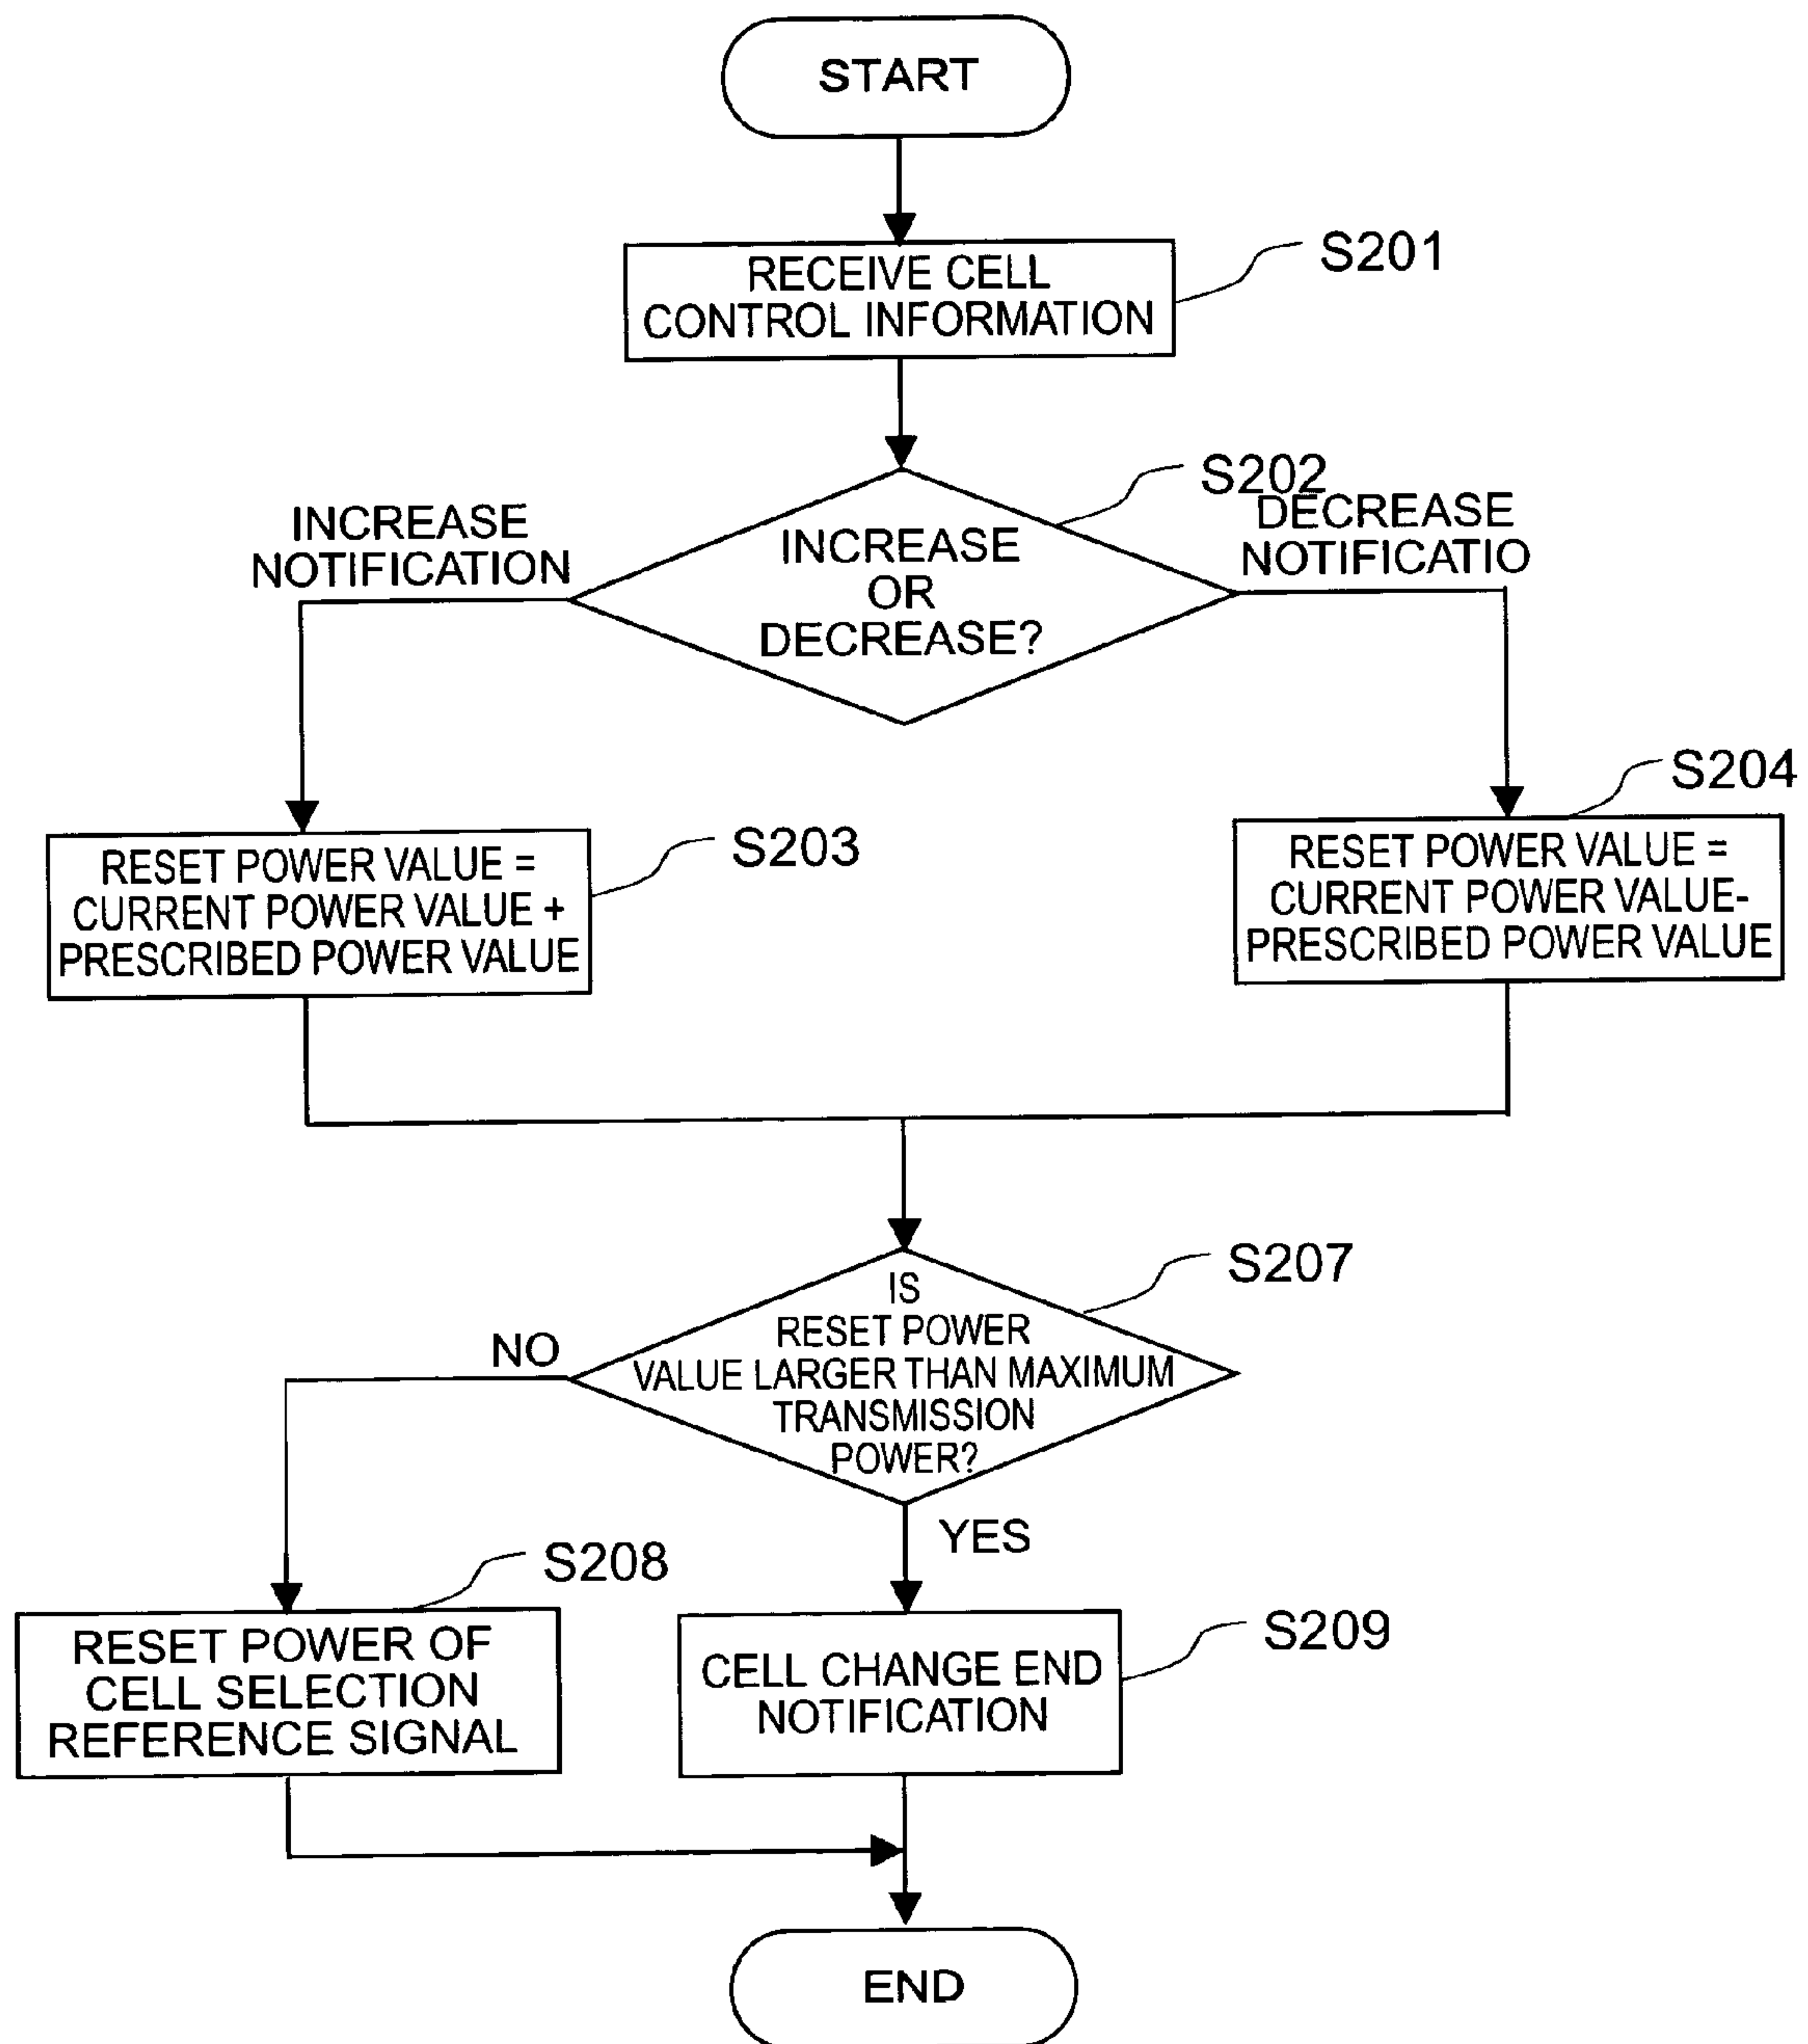 START
S201
RECEIVE CELL
CONTROL INFORMATION
S202
INCREASE
NOTIFICATION
INCREASE
OR
DECREASE?
DECREASE
NOTIFICATIO
S203
RESET POWER VALUE =
CURRENT POWER VALUE +
PRESCRIBED POWER VALUE
S204
RESET POWER VALUE =
CURRENT POWER VALUE-
PRESCRIBED POWER VALUE
S207
IS
RESET POWER
VALUE LARGER THAN MAXIMUM
TRANSMISSION
POWER?
NO
YES
S208
RESET POWER OF
CELL SELECTION
REFERENCE SIGNAL
S209
CELL CHANGE END
NOTIFICATION
END